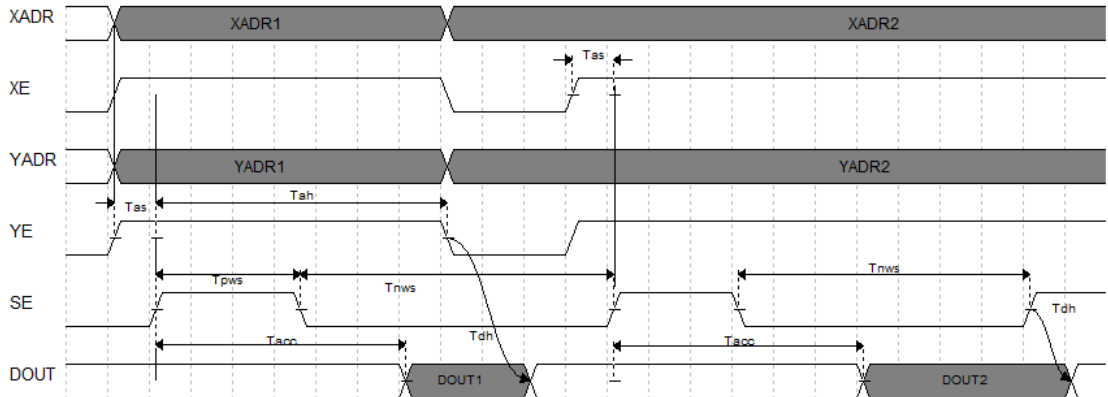 XADR XADR1 XADR2
XE Tas
YADR YADR1 YADR2
Tas Tah
YE
Tpws Tnws Tnws
SE
Tdh Tdh
Tacc Tacc
DOUT DOUT1 DOUT2